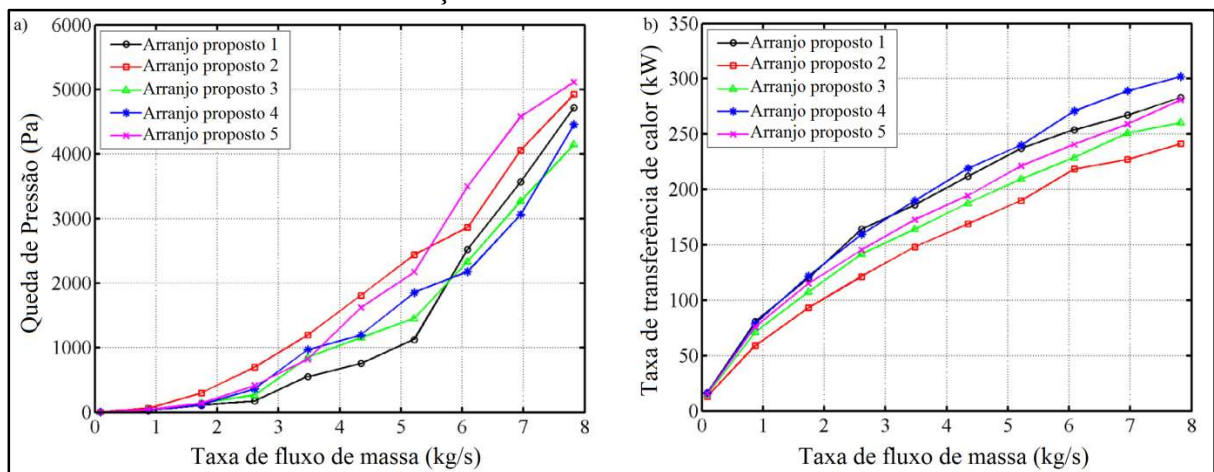 a)
6000
5000
4000
3000
2000
1000
0
Queda de Pressão (Pa)
Arranjo proposto 1
Arranjo proposto 2
Arranjo proposto 3
Arranjo proposto 4
Arranjo proposto 5
0 1 2 3 4 5 6 7 8
Taxa de fluxo de massa (kg/s)
b)
350
300
250
200
150
100
50
0
Taxa de transferência de calor (kW)
Arranjo proposto 1
Arranjo proposto 2
Arranjo proposto 3
Arranjo proposto 4
Arranjo proposto 5
0 1 2 3 4 5 6 7 8
Taxa de fluxo de massa (kg/s)